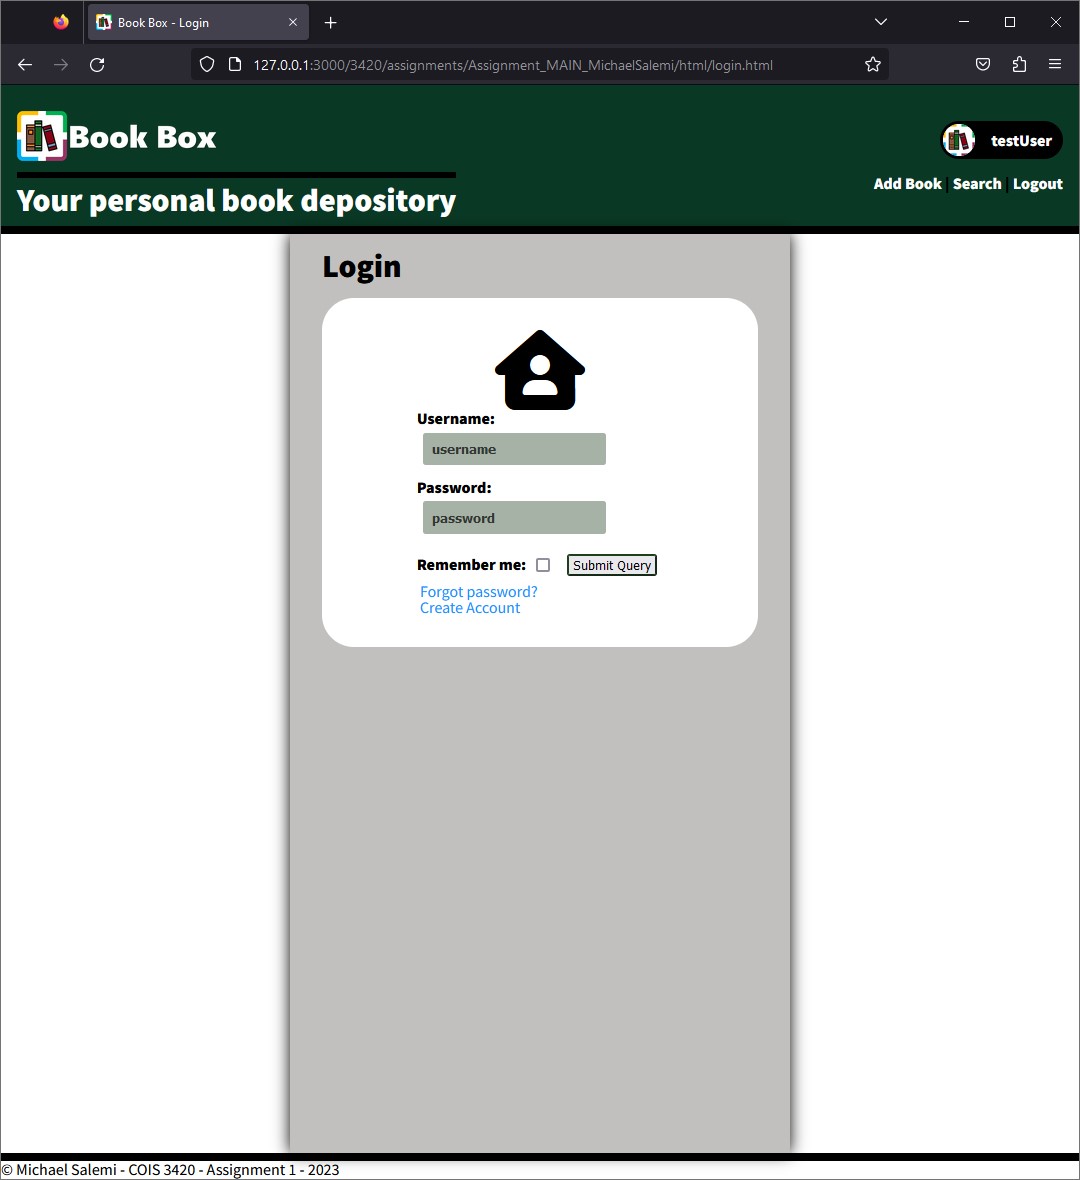 Book Box - Login
127.0.0.1:3000/3420/assignments/Assignment_MAIN_MichaelSalemi/html/login.html
Book Box
testUser
Your personal book depository
Add Book | Search | Logout
Login
Username:
username
Password:
password
Remember me: Submit Query
Forgot password?
Create Account
© Michael Salemi - COIS 3420 - Assignment 1 - 2023